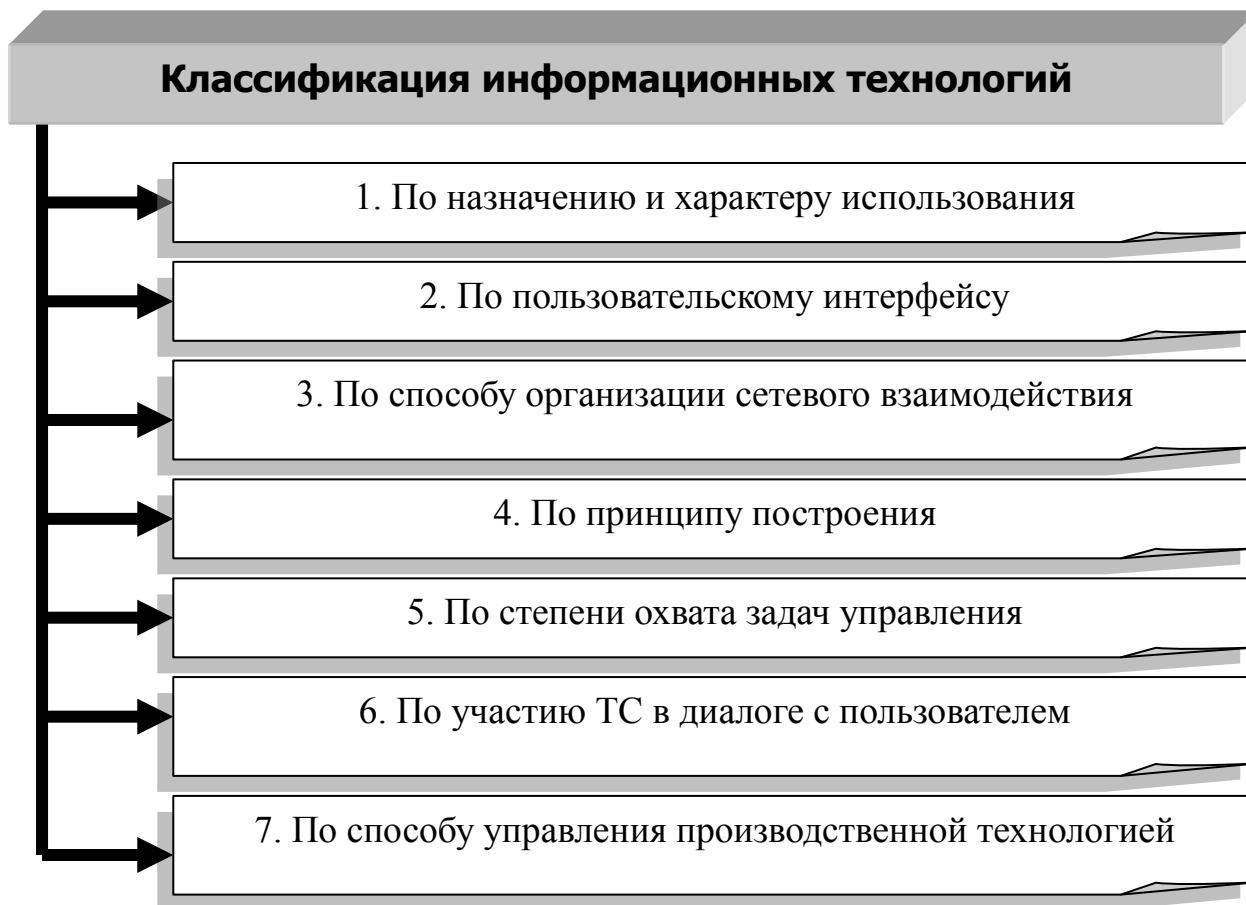 Классификация информационных технологий
1. По назначению и характеру использования
2. По пользовательскому интерфейсу
3. По способу организации сетевого взаимодействия
4. По принципу построения
5. По степени охвата задач управления
6. По участию ТС в диалоге с пользователем
7. По способу управления производственной технологией